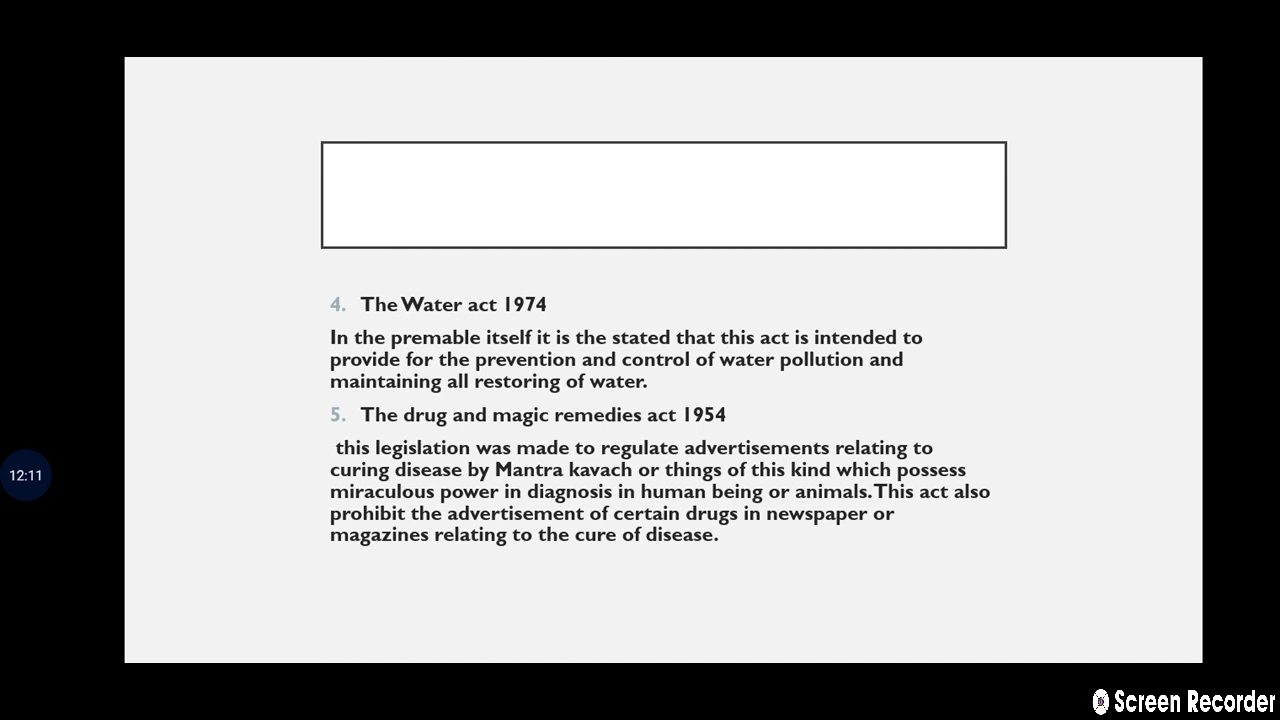 4. The Water act 1974
In the premable itself it is the stated that this act is intended to
provide for the prevention and control of water pollution and
maintaining all restoring of water.
5. The drug and magic remedies act 1954
this legislation was made to regulate advertisements relating to
curing disease by Mantra kavach or things of this kind which possess
miraculous power in diagnosis in human being or animals. This act also
prohibit the advertisement of certain drugs in newspaper or
magazines relating to the cure of disease.
12:11
Screen Recorder